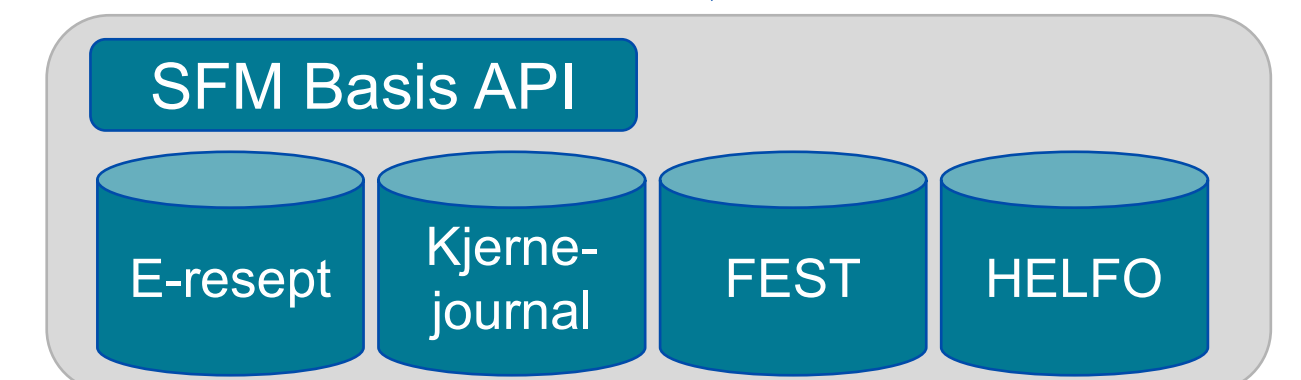 SFM Basis API
E-resept
Kjerne-
journal
FEST
HELFO